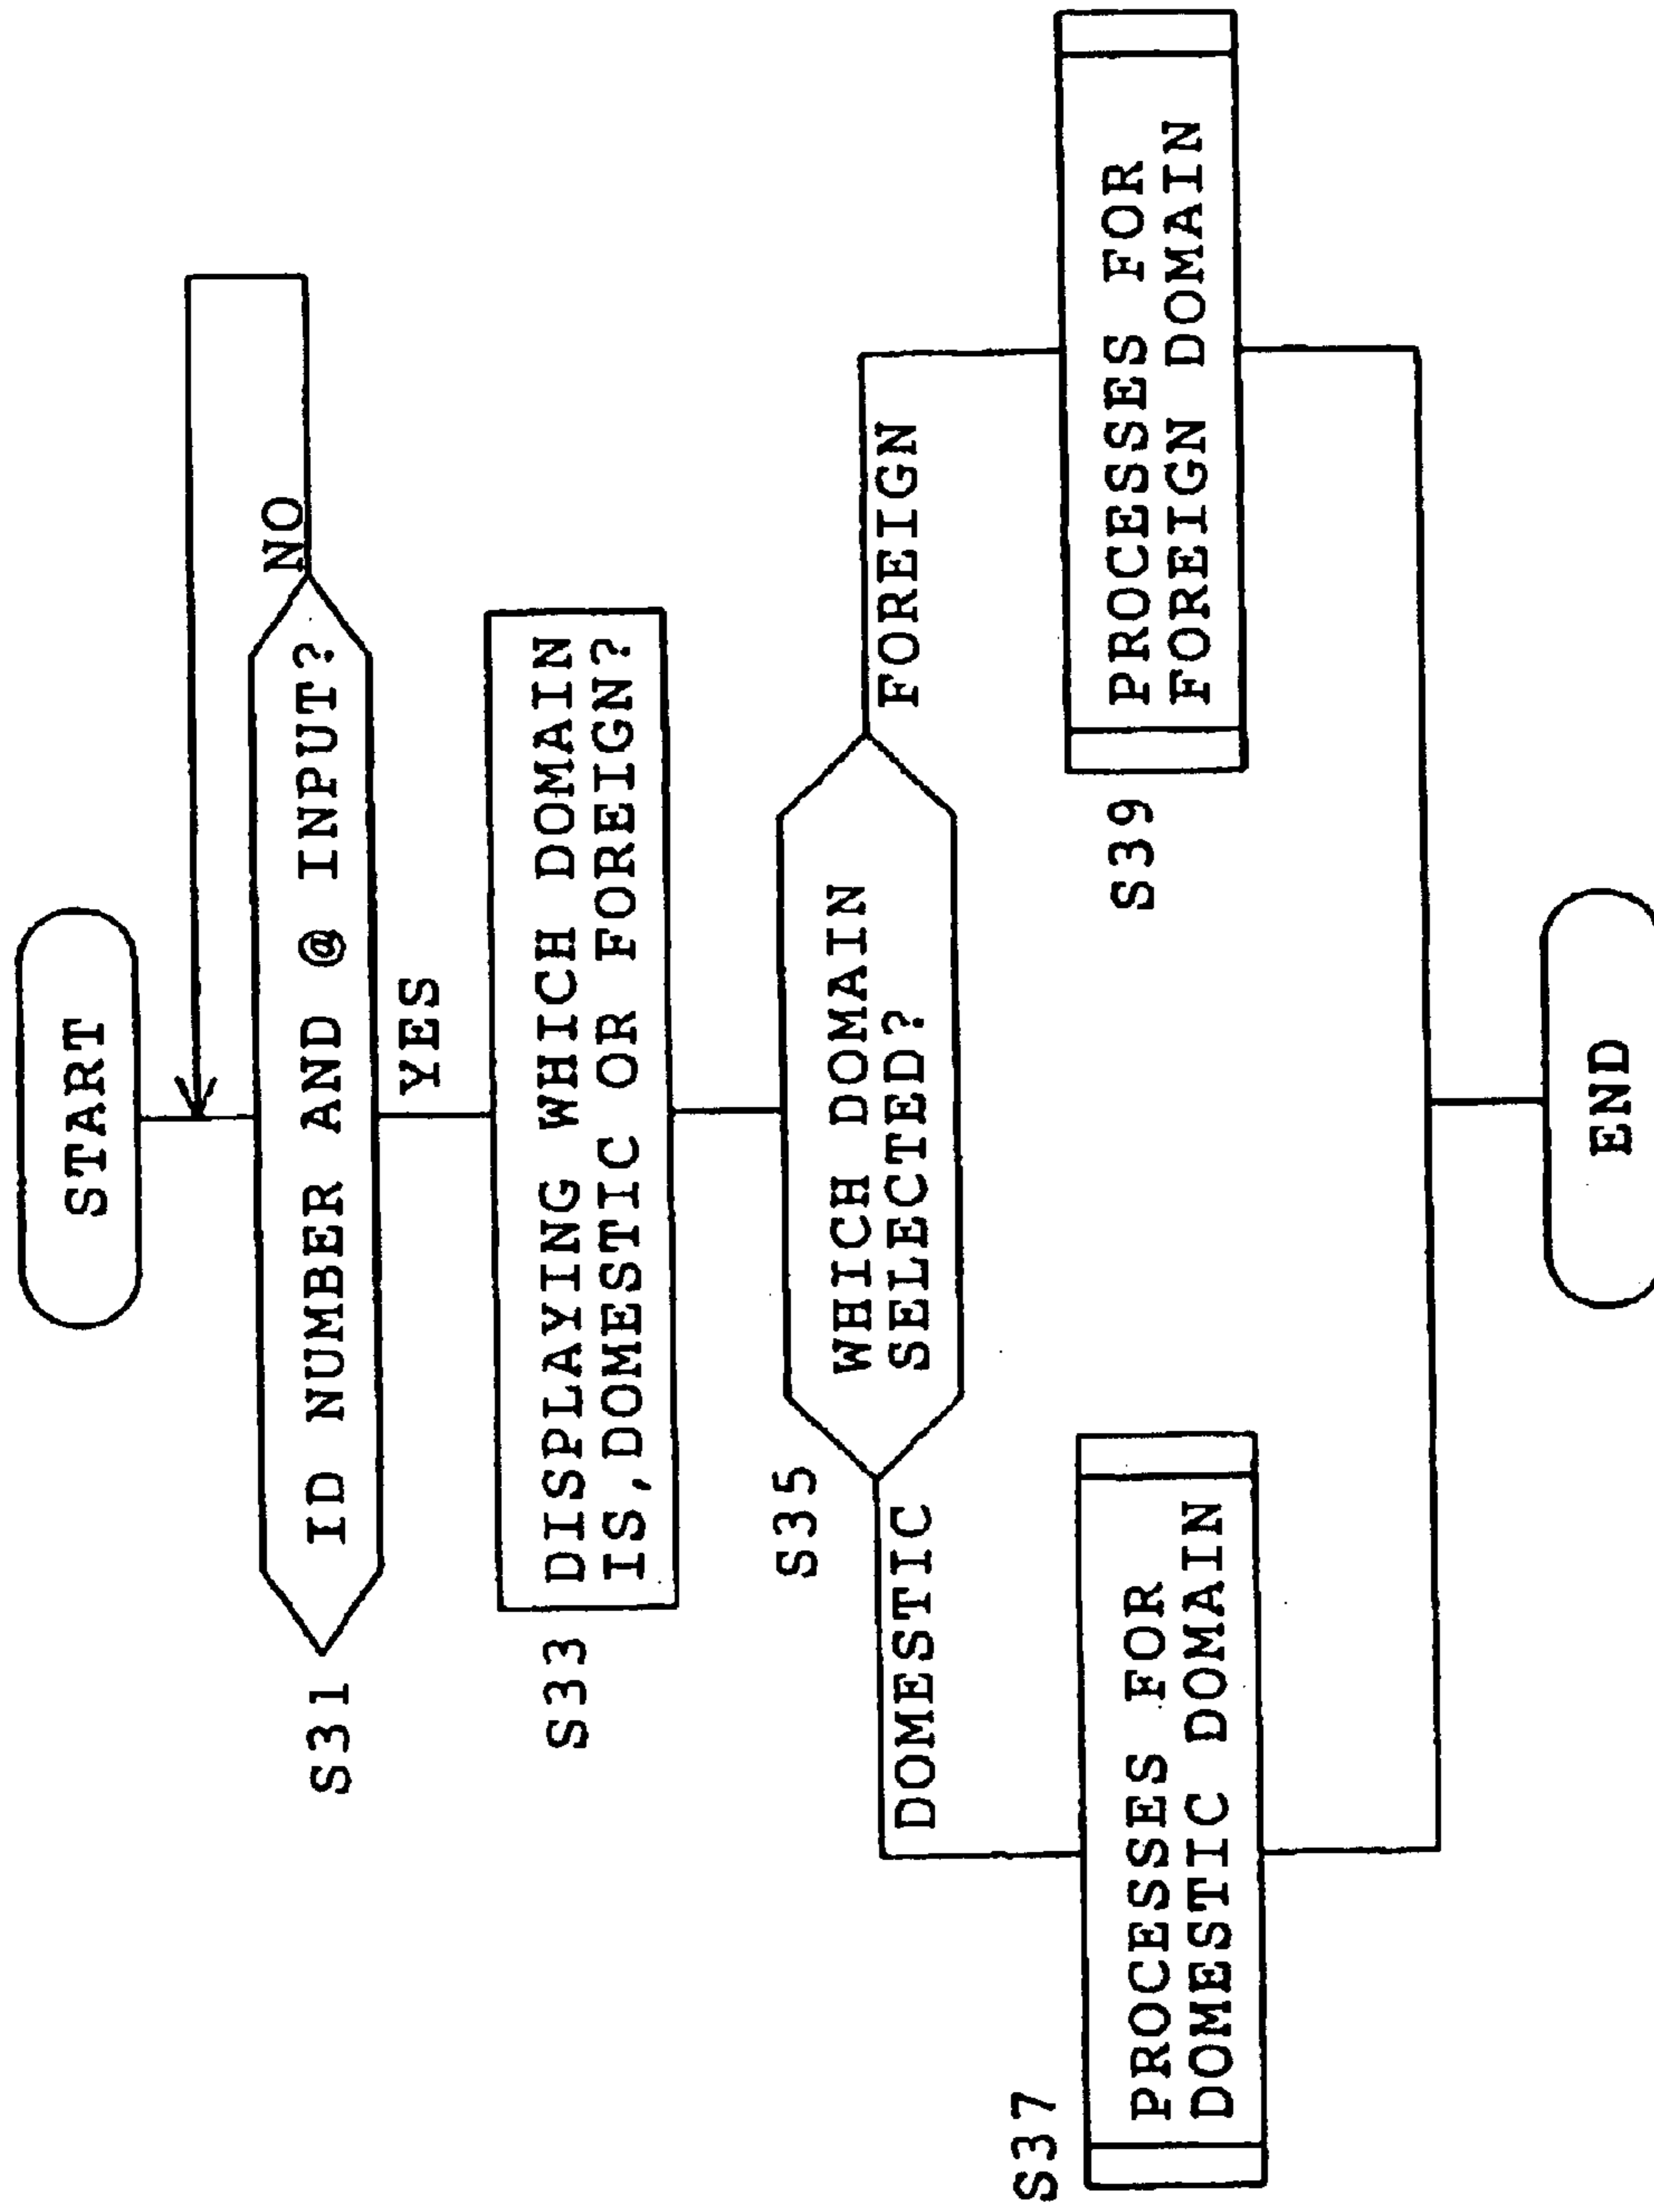 START
S31
ID NUMBER AND @ INPUT?
NO
YES
S33
DISPLAYING WHICH DOMAIN
IS,DOMESTIC OR FOREIGN?
S35
WHICH DOMAIN
SELECTED?
DOMESTIC
FOREIGN
S37
PROCESSES FOR
DOMESTIC DOMAIN
S39
PROCESSES FOR
FOREIGN DOMAIN
END